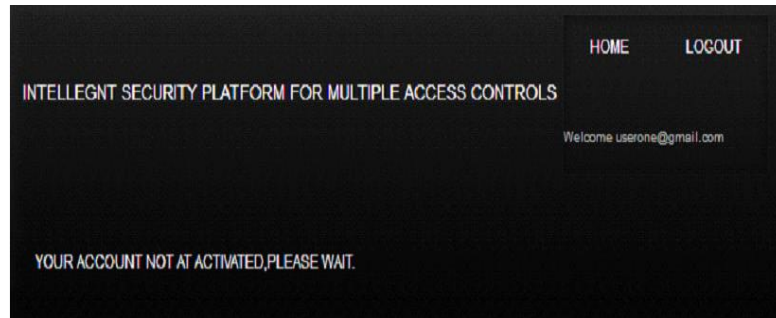 HOME LOGOUT
INTELLEGNT SECURITY PLATFORM FOR MULTIPLE ACCESS CONTROLS
Welcome userone@gmail.com
YOUR ACCOUNT NOT AT ACTIVATED,PLEASE WAIT.